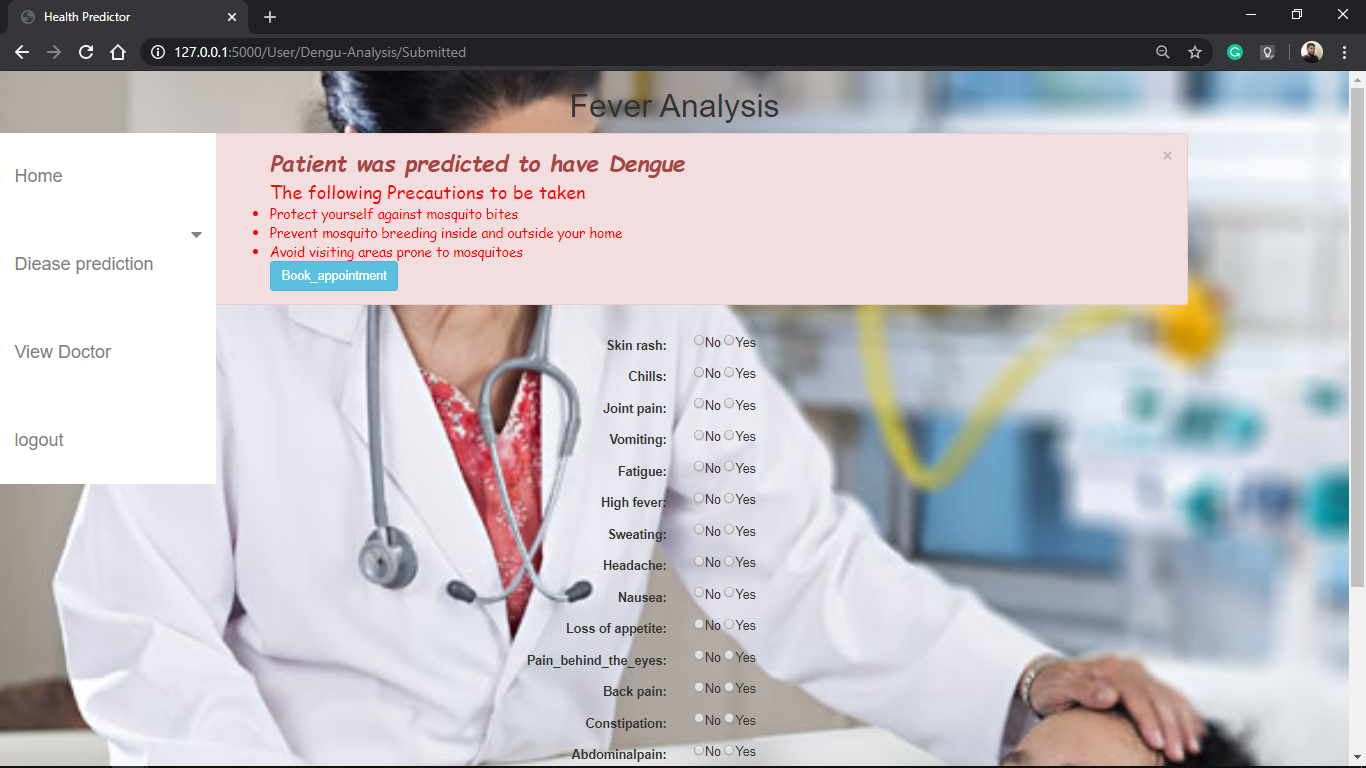 Health Predictor
127.0.0.1:5000/User/Dengu-Analysis/Submitted
Fever Analysis
Home
Diease prediction
View Doctor
logout
Patient was predicted to have Dengue
The following Precautions to be taken
Protect yourself against mosquito bites
Prevent mosquito breeding inside and outside your home
Avoid visiting areas prone to mosquitoes
Book_appointment
Skin rash: No Yes
Chills: No Yes
Joint pain: No Yes
Vomiting: No Yes
Fatigue: No Yes
High fever: No Yes
Sweating: No Yes
Headache: No Yes
Nausea: No Yes
Loss of appetite: No Yes
Pain_behind_the_eyes: No Yes
Back pain: No Yes
Constipation: No Yes
Abdominalpain: No Yes